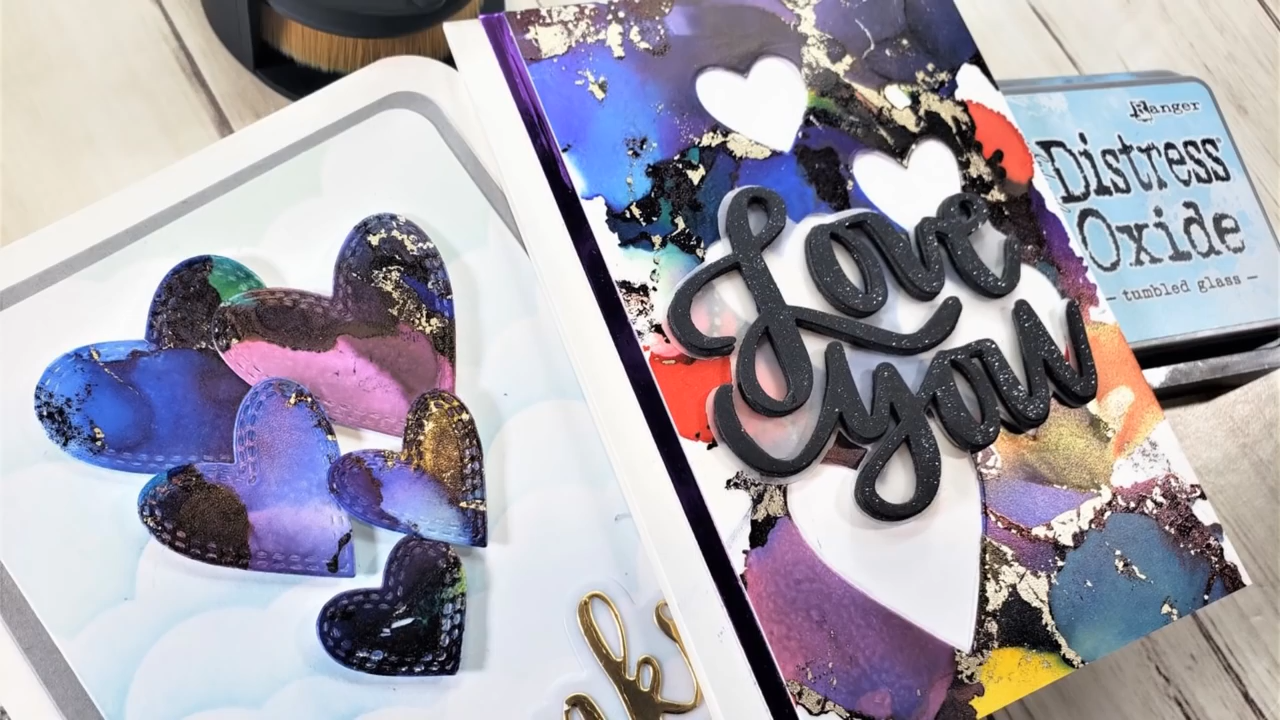 Love
you
Ranger
Distress
Oxide
– tumbled glass –